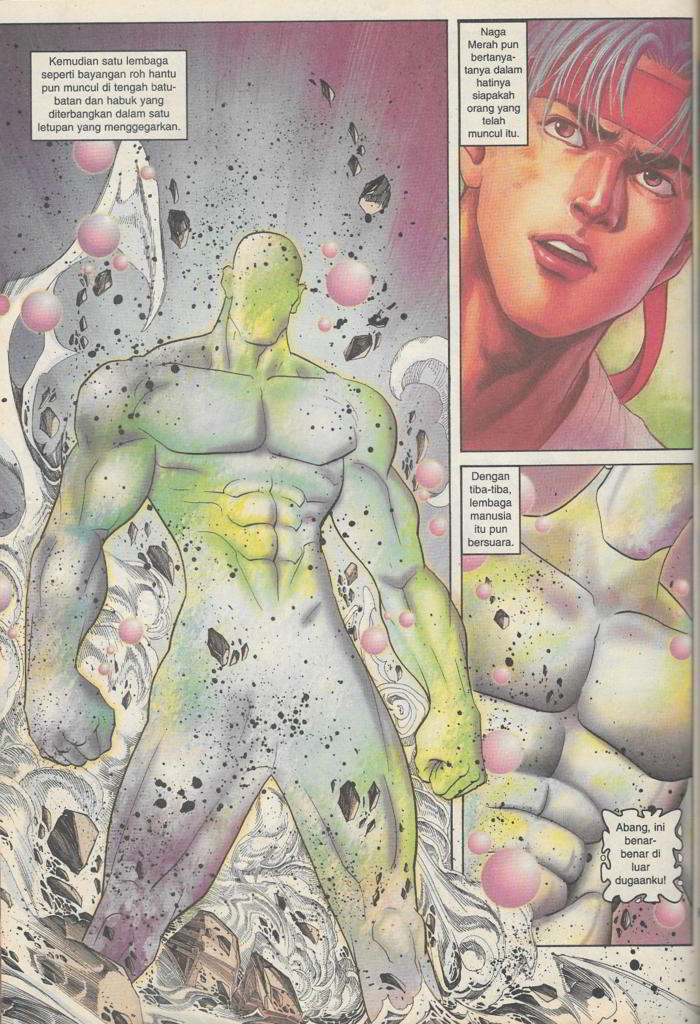 Kemudian satu lembaga
seperti bayangan roh hantu
pun muncul di tengah batu-
batan dan habuk yang
diterbangkan dalam satu
letupan yang menggegarkan.
Naga
Merah pun
bertanya-
tanya dalam
hatinya
siapakah
orang yang
telah
muncul itu.
Dengan
tiba-tiba,
lembaga
manusia
itu pun
bersuara.
Abang, ini
benar-
benar di
luar
dugaanku!